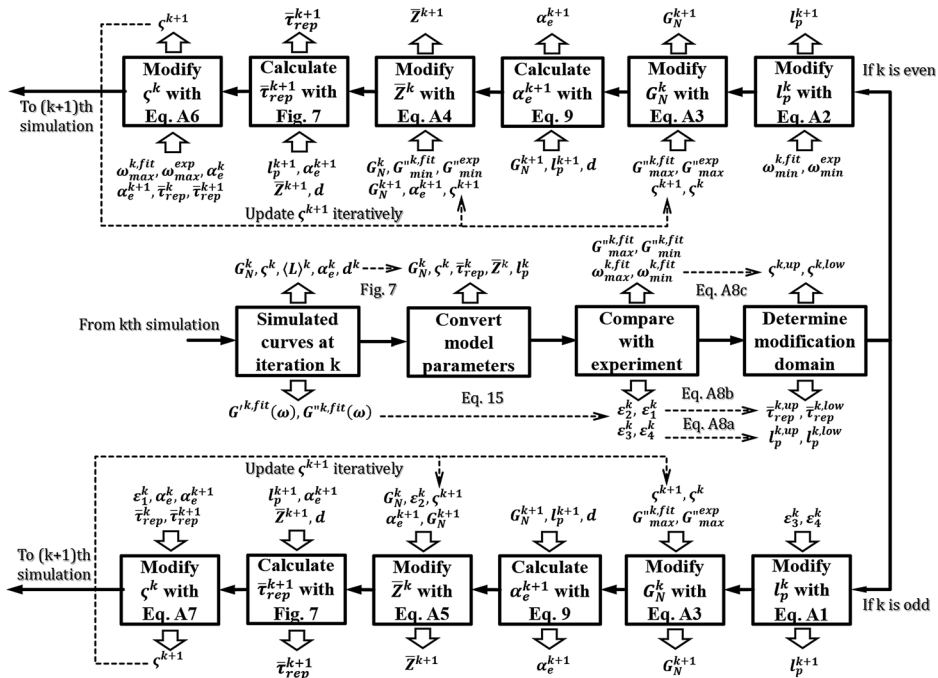 ς^{k+1}
τ̅_{rep}^{k+1}
Z̅^{k+1}
α_e^{k+1}
G_N^{k+1}
l_p^{k+1}
Modify
ς^k with
Eq. A6
Calculate
τ̅_{rep}^{k+1} with
Fig. 7
Modify
Z̅^k with
Eq. A4
Calculate
α_e^{k+1} with
Eq. 9
Modify
G_N^k with
Eq. A3
Modify
l_p^k with
Eq. A2
If k is even
To (k+1)th
simulation
ω_{max}^{k,fit}, ω_{max}^{exp}, α_e^k
α_e^{k+1}, τ̅_{rep}^k, τ̅_{rep}^{k+1}
l_p^{k+1}, α_e^{k+1}
Z̅^{k+1}, d
G_N^k, G''_{min}^{k,fit}, G''_{min}^{exp}
G_N^{k+1}, α_e^{k+1}, ς^{k+1}
G_N^{k+1}, l_p^{k+1}, d
G''_{max}^{k,fit}, G''_{max}^{exp}
ς^{k+1}, ς^k
ω_{min}^{k,fit}, ω_{min}^{exp}
Update ς^{k+1} iteratively
G_N^k, ς^k, ⟨L⟩^k, α_e^k, d^k
Fig. 7
G_N^k, ς^k, τ̅_{rep}^k, Z̅^k, l_p^k
G''_{max}^{k,fit}, G''_{min}^{k,fit}
ω_{max}^{k,fit}, ω_{min}^{k,fit}
Eq. A8c
ς^{k,up}, ς^{k,low}
From kth simulation
Simulated
curves at
iteration k
Convert
model
parameters
Compare
with
experiment
Determine
modification
domain
G'^{k,fit}(ω), G''^{k,fit}(ω)
Eq. 15
ε_2^k, ε_1^k
ε_3^k, ε_4^k
Eq. A8b
Eq. A8a
τ̅_{rep}^{k,up}, τ̅_{rep}^{k,low}
l_p^{k,up}, l_p^{k,low}
Update ς^{k+1} iteratively
ε_1^k, α_e^k, α_e^{k+1}
τ̅_{rep}^k, τ̅_{rep}^{k+1}
l_p^{k+1}, α_e^{k+1}
Z̅^{k+1}, d
G_N^k, ε_2^k, ς^{k+1}
α_e^{k+1}, G_N^{k+1}
G_N^{k+1}, l_p^{k+1}, d
ς^{k+1}, ς^k
G''_{max}^{k,fit}, G''_{max}^{exp}
ε_3^k, ε_4^k
To (k+1)th
simulation
Modify
ς^k with
Eq. A7
Calculate
τ̅_{rep}^{k+1} with
Fig. 7
Modify
Z̅^k with
Eq. A5
Calculate
α_e^{k+1} with
Eq. 9
Modify
G_N^k with
Eq. A3
Modify
l_p^k with
Eq. A1
If k is odd
ς^{k+1}
τ̅_{rep}^{k+1}
Z̅^{k+1}
α_e^{k+1}
G_N^{k+1}
l_p^{k+1}